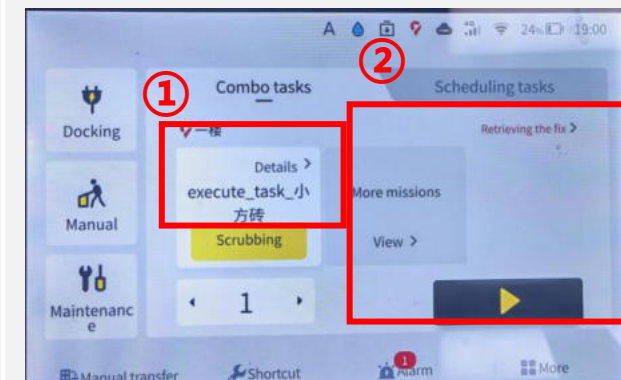 A 4G 24% 19:00
① ②
Combo tasks
Scheduling tasks
Docking
一楼
Retrieving the fix >
Details >
execute_task_小
方砖
More missions
Manual
Scrubbing
View >
Maintenanc
e
1
1
Manual transfer
Shortcut
Alarm
More